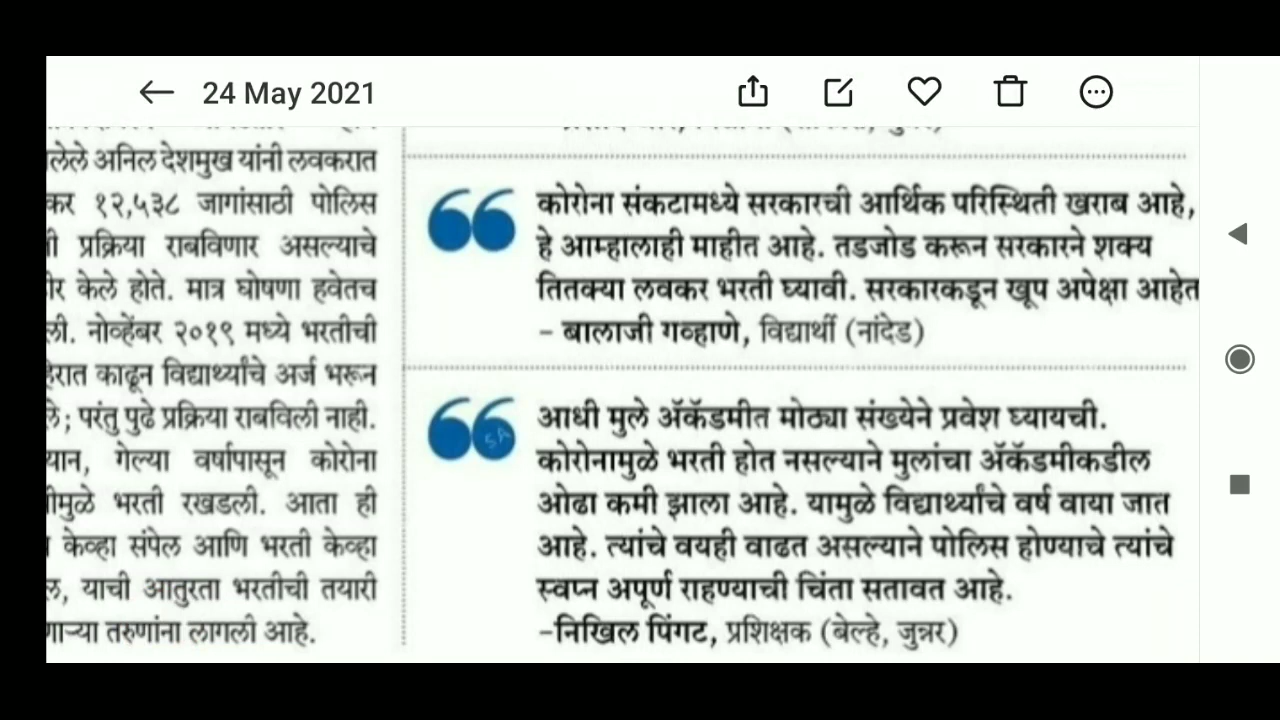 24 May 2021
लेले अनिल देशमुख यांनी लवकरात
कर १२,५३८ जागांसाठी पोलिस
प्रक्रिया राबविणार असल्याचे
केले होते. मात्र घोषणा हवेतच
नोव्हेंबर २०१९ मध्ये भरतीची
काढून विद्यार्थ्यांचे अर्ज भरून
परंतु पुढे प्रक्रिया राबविली नाही.
यान, गेल्या वर्षापासून कोरोना
मुळे भरती रखडली. आता ही
केव्हा संपेल आणि भरती केव्हा
याची आतुरता भरतीची तयारी
तरुणांना लागली आहे.
कोरोना संकटामध्ये सरकारची आर्थिक परिस्थिती खराब आहे,
हे आम्हालाही माहीत आहे. तडजोड करून सरकारने शक्य
तितक्या लवकर भरती घ्यावी. सरकारकडून खूप अपेक्षा आहेत
– बालाजी गव्हाणे, विद्यार्थी (नांदेड)
आधी मुले ॲकॅडमीत मोठ्या संख्येने प्रवेश घ्यायची.
कोरोनामुळे भरती होत नसल्याने मुलांचा ॲकॅडमीकडील
ओढा कमी झाला आहे. यामुळे विद्यार्थ्यांचे वर्ष वाया जात
आहे. त्यांचे वयही वाढत असल्याने पोलिस होण्याचे त्यांचे
स्वप्न अपूर्ण राहण्याची चिंता सतावत आहे.
–निखिल पिंगट, प्रशिक्षक (बेल्हे, जुन्नर)